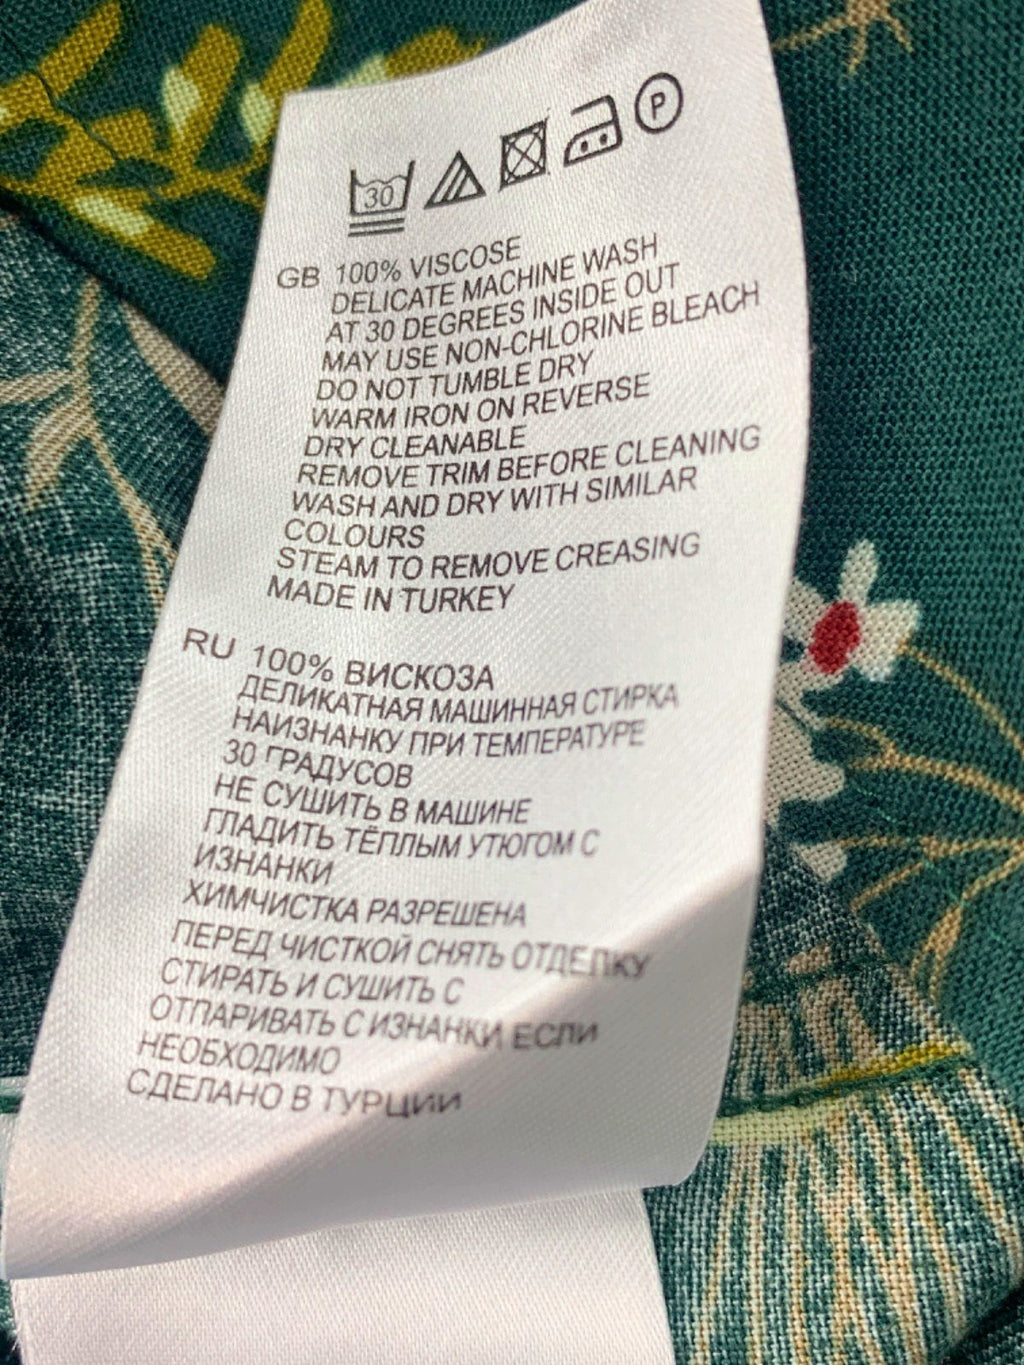 30
P
GB 100% VISCOSE
DELICATE MACHINE WASH
AT 30 DEGREES INSIDE OUT
MAY USE NON-CHLORINE BLEACH
DO NOT TUMBLE DRY
WARM IRON ON REVERSE
DRY CLEANABLE
REMOVE TRIM BEFORE CLEANING
WASH AND DRY WITH SIMILAR
COLOURS
STEAM TO REMOVE CREASING
MADE IN TURKEY
RU 100% ВИСКОЗА
ДЕЛИКАТНАЯ МАШИННАЯ СТИРКА
НАИЗНАНКУ ПРИ ТЕМПЕРАТУРЕ
30 ГРАДУСОВ
НЕ СУШИТЬ В МАШИНЕ
ГЛАДИТЬ ТЁПЛЫМ УТЮГОМ С
ИЗНАНКИ
ХИМЧИСТКА РАЗРЕШЕНА
ПЕРЕД ЧИСТКОЙ СНЯТЬ ОТДЕЛКУ
СТИРАТЬ И СУШИТЬ С
ОТПАРИВАТЬ С ИЗНАНКИ ЕСЛИ
НЕОБХОДИМО
СДЕЛАНО В ТУРЦИИ